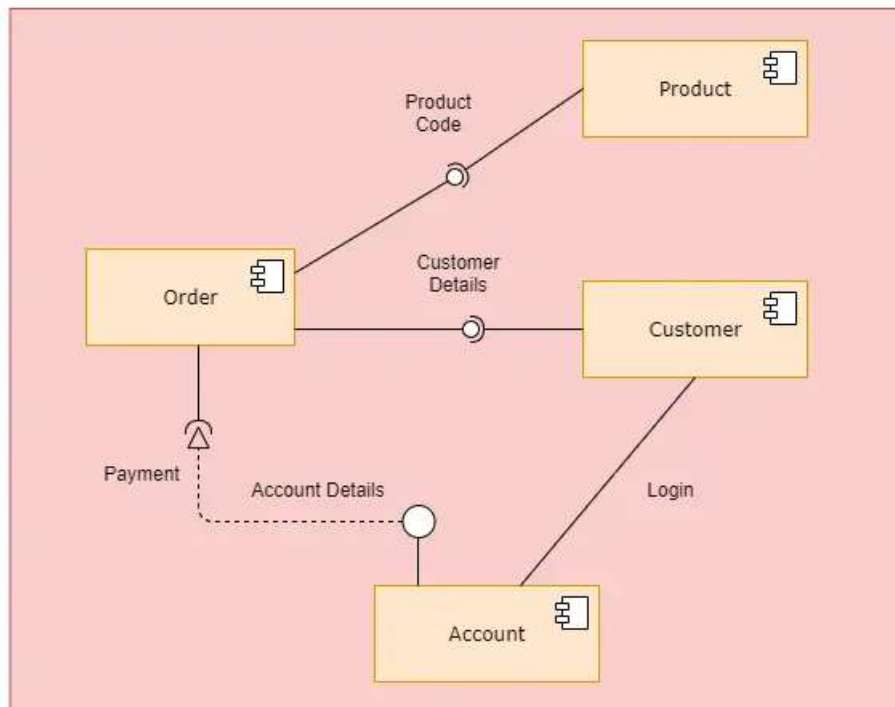 Product
Product
Code
Order
Customer
Details
Customer
Payment
Account Details
Login
Account